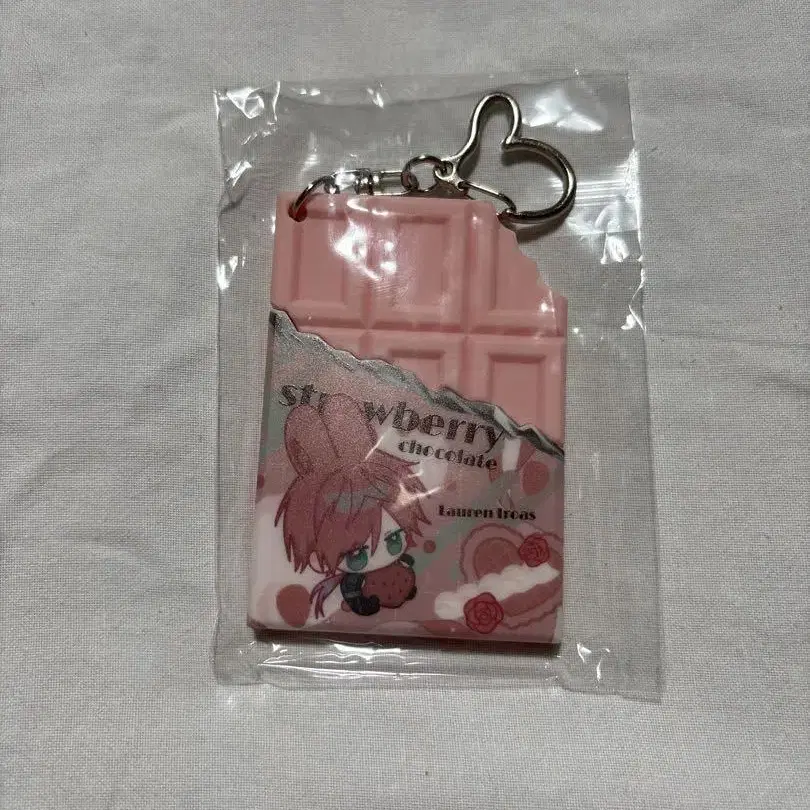 strawberry
chocolate
Lauren Iroas